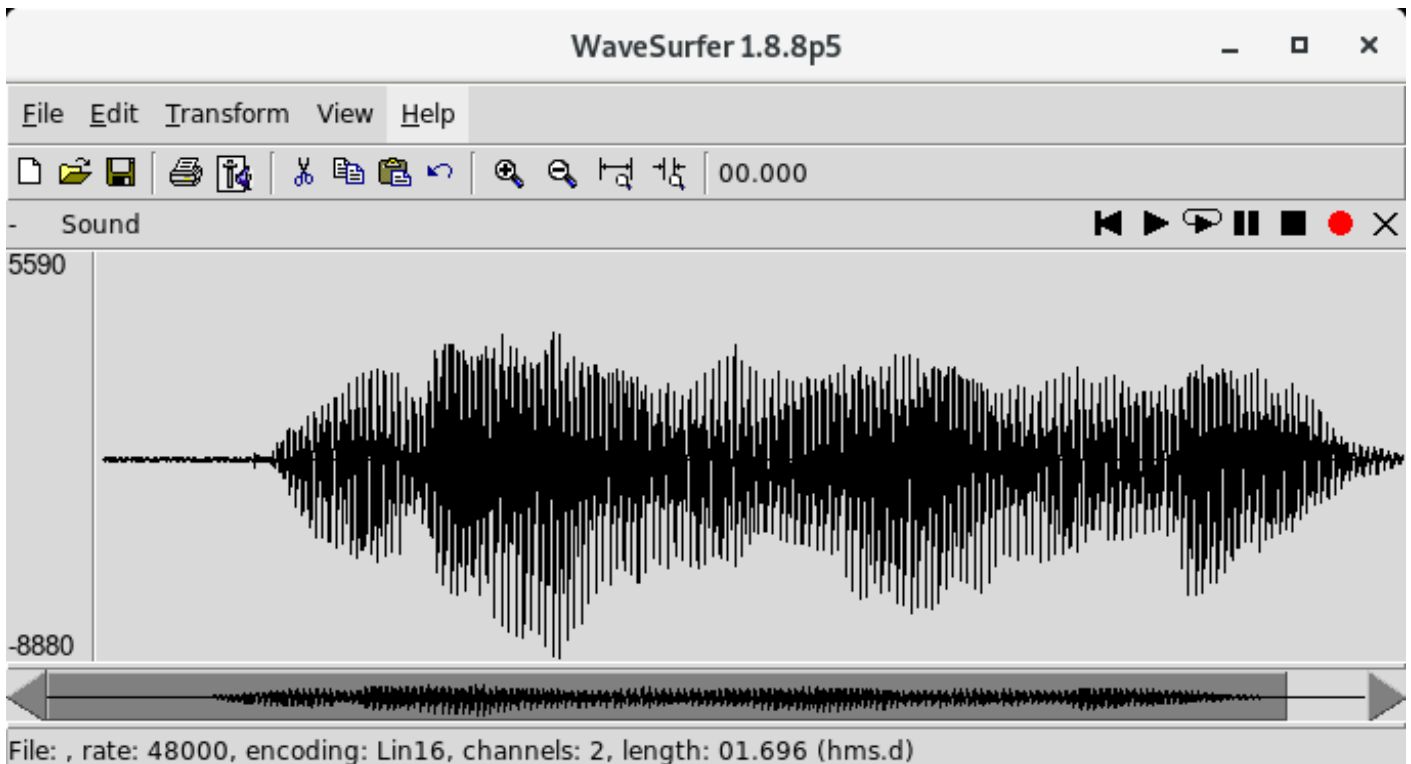 WaveSurfer 1.8.8p5
File Edit Transform View Help
00.000
- Sound
5590
-8880
File: , rate: 48000, encoding: Lin16, channels: 2, length: 01.696 (hms.d)